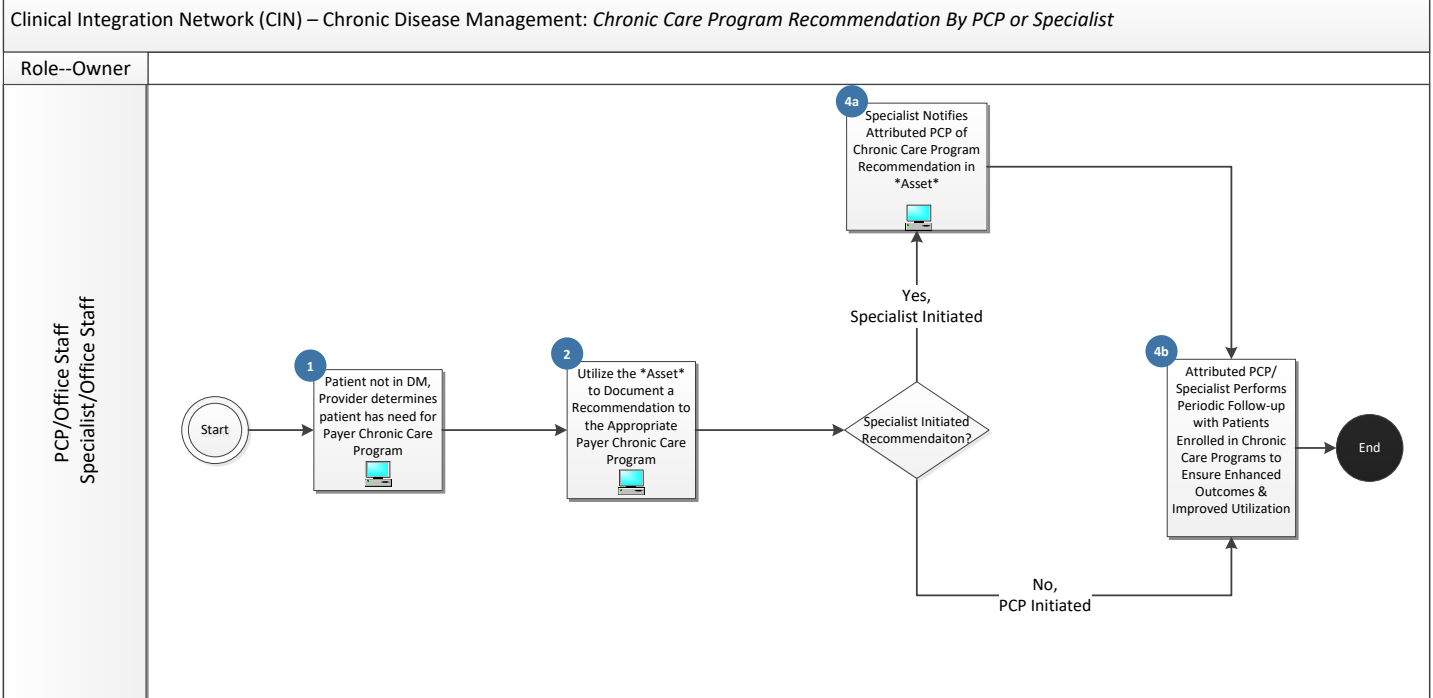 Clinical Integration Network (CIN) – Chronic Disease Management: Chronic Care Program Recommendation By PCP or Specialist
Role--Owner
PCP/Office Staff
Specialist/Office Staff
Start
1
Patient not in DM,
Provider determines
patient has need for
Payer Chronic Care
Program
2
Utilize the *Asset*
to Document a
Recommendation to
the Appropriate
Payer Chronic Care
Program
Specialist Initiated
Recommendaiton?
Yes,
Specialist Initiated
4a
Specialist Notifies
Attributed PCP of
Chronic Care Program
Recommendation in
*Asset*
No,
PCP Initiated
4b
Attributed PCP/
Specialist Performs
Periodic Follow-up
with Patients
Enrolled in Chronic
Care Programs to
Ensure Enhanced
Outcomes &
Improved Utilization
End